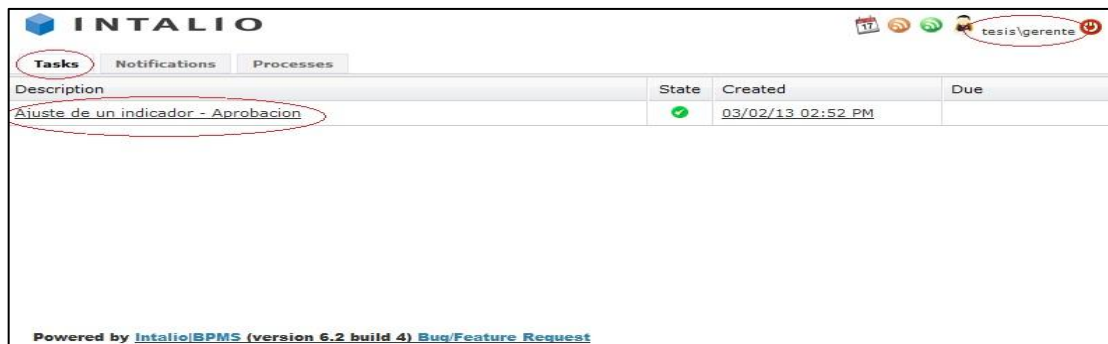 INTALIO
17
tesis\gerente
Tasks Notifications Processes
Description State Created Due
Ajuste de un indicador - Aprobacion 03/02/13 02:52 PM
Powered by Intalio|BPMS (version 6.2 build 4) Bug/Feature Request